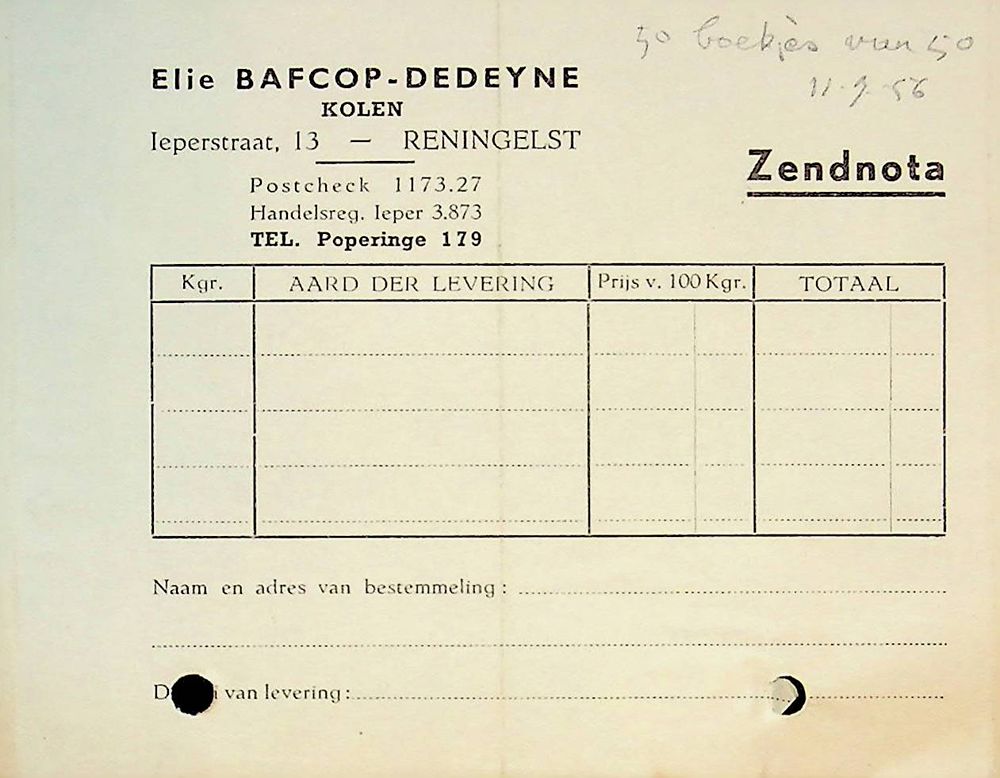 50 boekjes van 50
11-9-56
Elie BAFCOP-DEDEYNE
KOLEN
Ieperstraat, 13 — RENINGELST
Postcheck 1173.27
Handelsreg. Ieper 3.873
TEL. Poperinge 179
Zendnota
Kgr. AARD DER LEVERING Prijs v. 100 Kgr. TOTAAL
Naam en adres van bestemmeling :
van levering :